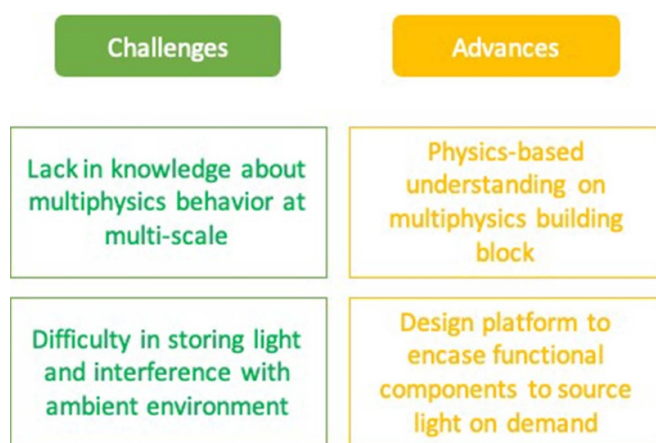 Challenges
Advances
Lack in knowledge about
multiphysics behavior at
multi-scale
Physics-based
understanding on
multiphysics building
block
Difficulty in storing light
and interference with
ambient environment
Design platform to
encase functional
components to source
light on demand